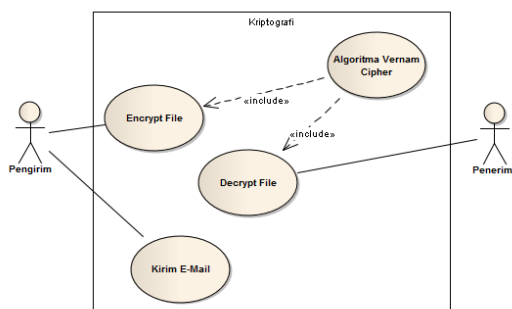 Kriptografi
Algoritma Vernam
Cipher
«include»
Encrypt File
«include»
Pengirim
Decrypt File
Penerim
Kirim E-Mail